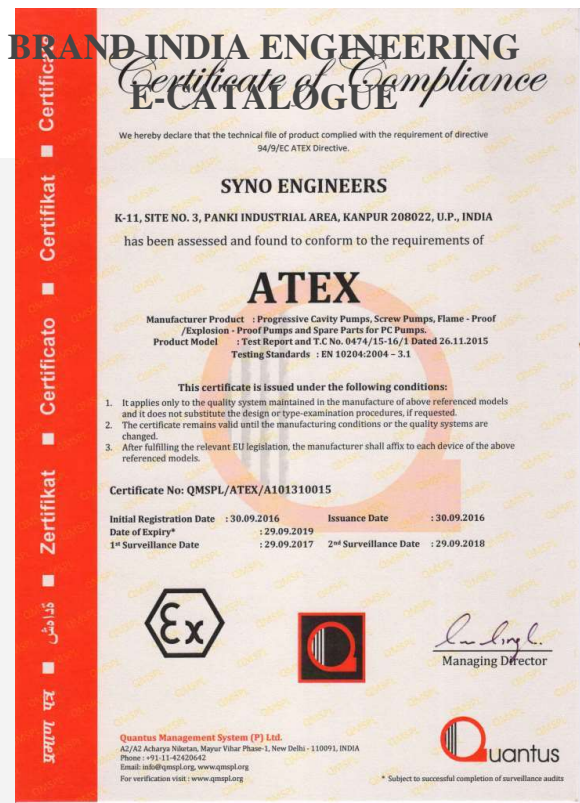 BRAND INDIA ENGINEERING
E-CATALOGUE
Certificate of Compliance
We hereby declare that the technical file of product complied with the requirement of directive
94/9/EC ATEX Directive.
SYNO ENGINEERS
K-11, SITE NO. 3, PANKI INDUSTRIAL AREA, KANPUR 208022, U.P., INDIA
has been assessed and found to conform to the requirements of
ATEX
Manufacturer Product : Progressive Cavity Pumps, Screw Pumps, Flame - Proof
/Explosion - Proof Pumps and Spare Parts for PC Pumps.
Product Model : Test Report and T.C No. 0474/15-16/1 Dated 26.11.2015
Testing Standards : EN 10204:2004 – 3.1
This certificate is issued under the following conditions:
1. It applies only to the quality system maintained in the manufacture of above referenced models
and it does not substitute the design or type-examination procedures, if requested.
2. The certificate remains valid until the manufacturing conditions or the quality systems are
changed.
3. After fulfilling the relevant EU legislation, the manufacturer shall affix to each device of the above
referenced models.
Certificate No: QMSPL/ATEX/A101310015
Initial Registration Date : 30.09.2016 Issuance Date : 30.09.2016
Date of Expiry* : 29.09.2019
1st Surveillance Date : 29.09.2017 2nd Surveillance Date : 29.09.2018
Ex
Managing Director
Quantus Management System (P) Ltd.
A2/A2 Acharya Niketan, Mayur Vihar Phase-1, New Delhi - 110091, INDIA
Phone : +91-11-42420642
Email: info@qmspl.org, www.qmspl.org
For verification visit : www.qmspl.org
Quantus
* Subject to successful completion of surveillance audits
प्रमाण पत्र ■ ■ Zertifikat ■ Certificato ■ Certifikat ■ Certificate